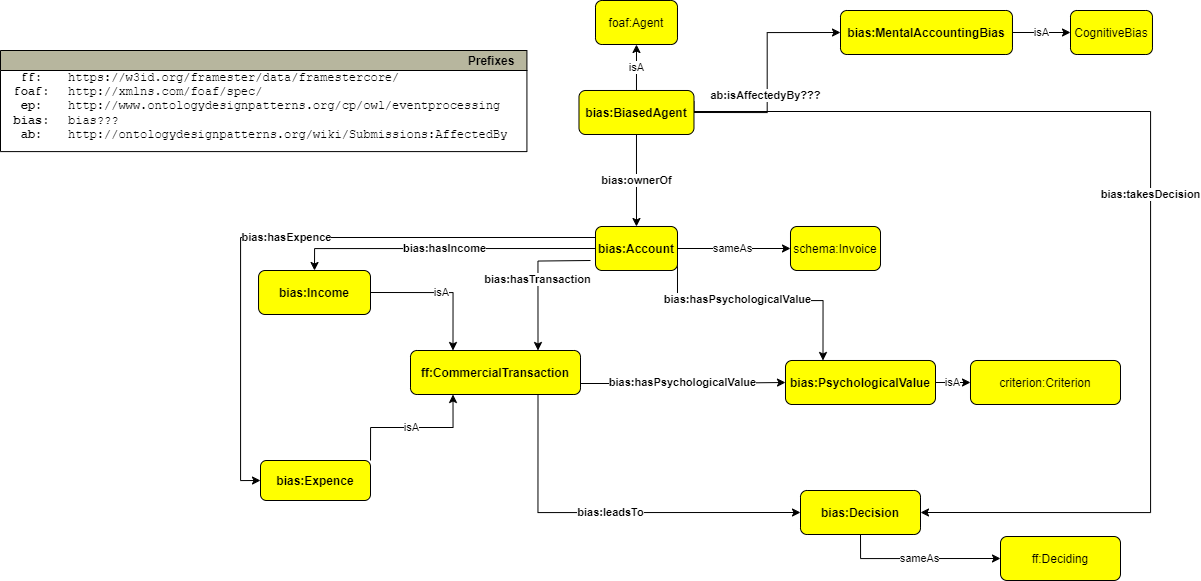 foaf:Agent
bias:MentalAccountingBias
isA
CognitiveBias
Prefixes
ff: https://w3id.org/framester/data/framestercore/
foaf: http://xmlns.com/foaf/spec/
ep: http://www.ontologydesignpatterns.org/cp/owl/eventprocessing
bias: bias???
ab: http://ontologydesignpatterns.org/wiki/Submissions:AffectedBy
isA
ab:isAffectedyBy???
bias:BiasedAgent
bias:ownerOf
bias:takesDecision
bias:hasExpence
bias:hasIncome
bias:Account
sameAs
schema:Invoice
bias:hasTransaction
bias:Income
isA
bias:hasPsychologicalValue
ff:CommercialTransaction
bias:hasPsychologicalValue
bias:PsychologicalValue
isA
criterion:Criterion
isA
bias:Expence
bias:leadsTo
bias:Decision
sameAs
ff:Deciding